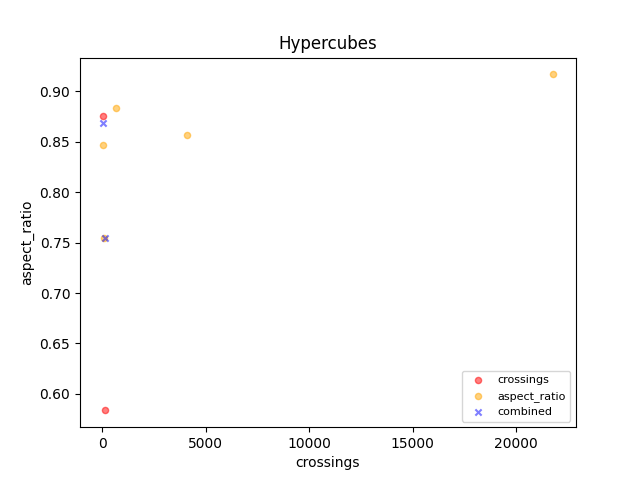 Hypercubes
aspect_ratio
0.90
0.85
0.80
0.75
0.70
0.65
0.60
0
5000
10000
15000
20000
crossings
crossings
aspect_ratio
combined